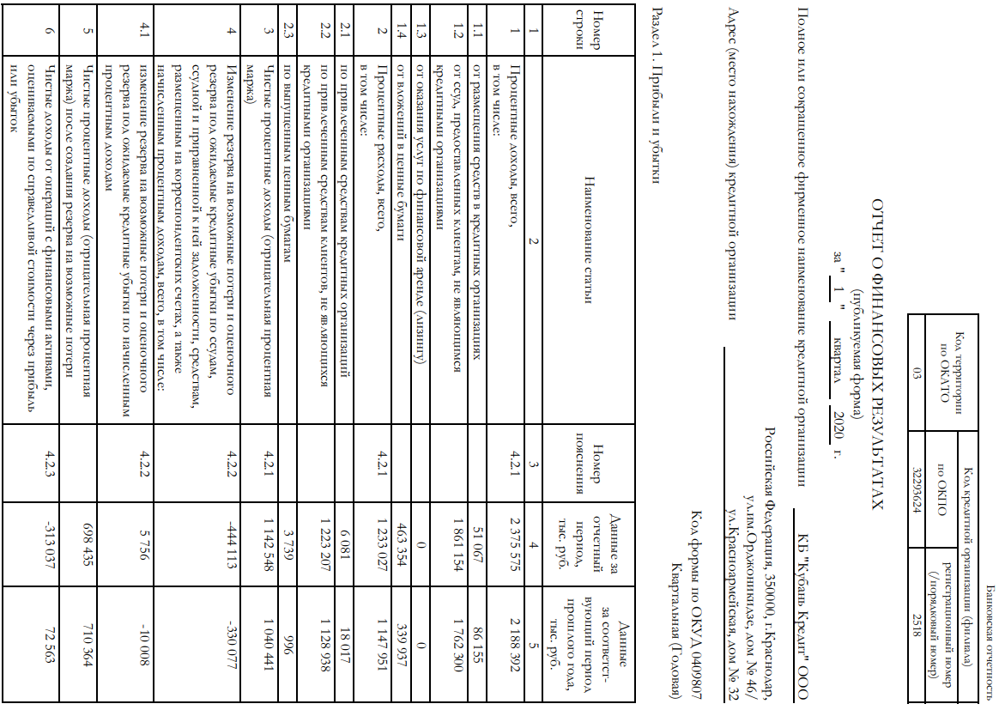 Банковская отчетность
Код территории
по ОКАТО
Код кредитной организации (филиала)
по ОКПО
регистрационный номер
(/порядковый номер)
03
32293624
2518
ОТЧЕТ О ФИНАНСОВЫХ РЕЗУЛЬТАТАХ
(публикуемая форма)
за " 1 " квартал 2020 г.
Полное или сокращенное фирменное наименование кредитной организации КБ "Кубань Кредит" ООО
Российская Федерация, 350000, г.Краснодар,
ул.им.Орджоникидзе, дом № 46/
Адрес (место нахождения) кредитной организации ул.Красноармейская, дом № 32
Код формы по ОКУД 0409807
Квартальная (Годовая)
Раздел 1. Прибыли и убытки
Номер
строки
Наименование статьи
Номер
пояснения
Данные за
отчетный
период,
тыс. руб.
Данные
за соответст-
вующий период
прошлого года,
тыс. руб.
1 2 3 4 5
1 Процентные доходы, всего,
в том числе: 4.2.1 2 375 575 2 188 392
1.1 от размещения средств в кредитных организациях 51 067 86 155
1.2 от ссуд, предоставленных клиентам, не являющимся
кредитными организациями 1 861 154 1 762 300
1.3 от оказания услуг по финансовой аренде (лизингу) 0 0
1.4 от вложений в ценные бумаги 463 354 339 937
2 Процентные расходы, всего,
в том числе: 4.2.1 1 233 027 1 147 951
2.1 по привлеченным средствам кредитных организаций 6 081 18 017
2.2 по привлеченным средствам клиентов, не являющихся
кредитными организациями 1 223 207 1 128 938
2.3 по выпущенным ценным бумагам 3 739 996
3 Чистые процентные доходы (отрицательная процентная
маржа) 4.2.1 1 142 548 1 040 441
4 Изменение резерва на возможные потери и оценочного
резерва под ожидаемые кредитные убытки по ссудам,
ссудной и приравненной к ней задолженности, средствам,
размещенным на корреспондентских счетах, а также
начисленным процентным доходам, всего, в том числе: 4.2.2 -444 113 -330 077
4.1 изменение резерва на возможные потери и оценочного
резерва под ожидаемые кредитные убытки по начисленным
процентным доходам 4.2.2 5 756 -10 008
5 Чистые процентные доходы (отрицательная процентная
маржа) после создания резерва на возможные потери 698 435 710 364
6 Чистые доходы от операций с финансовыми активами,
оцениваемыми по справедливой стоимости через прибыль
или убыток 4.2.3 -313 037 72 563